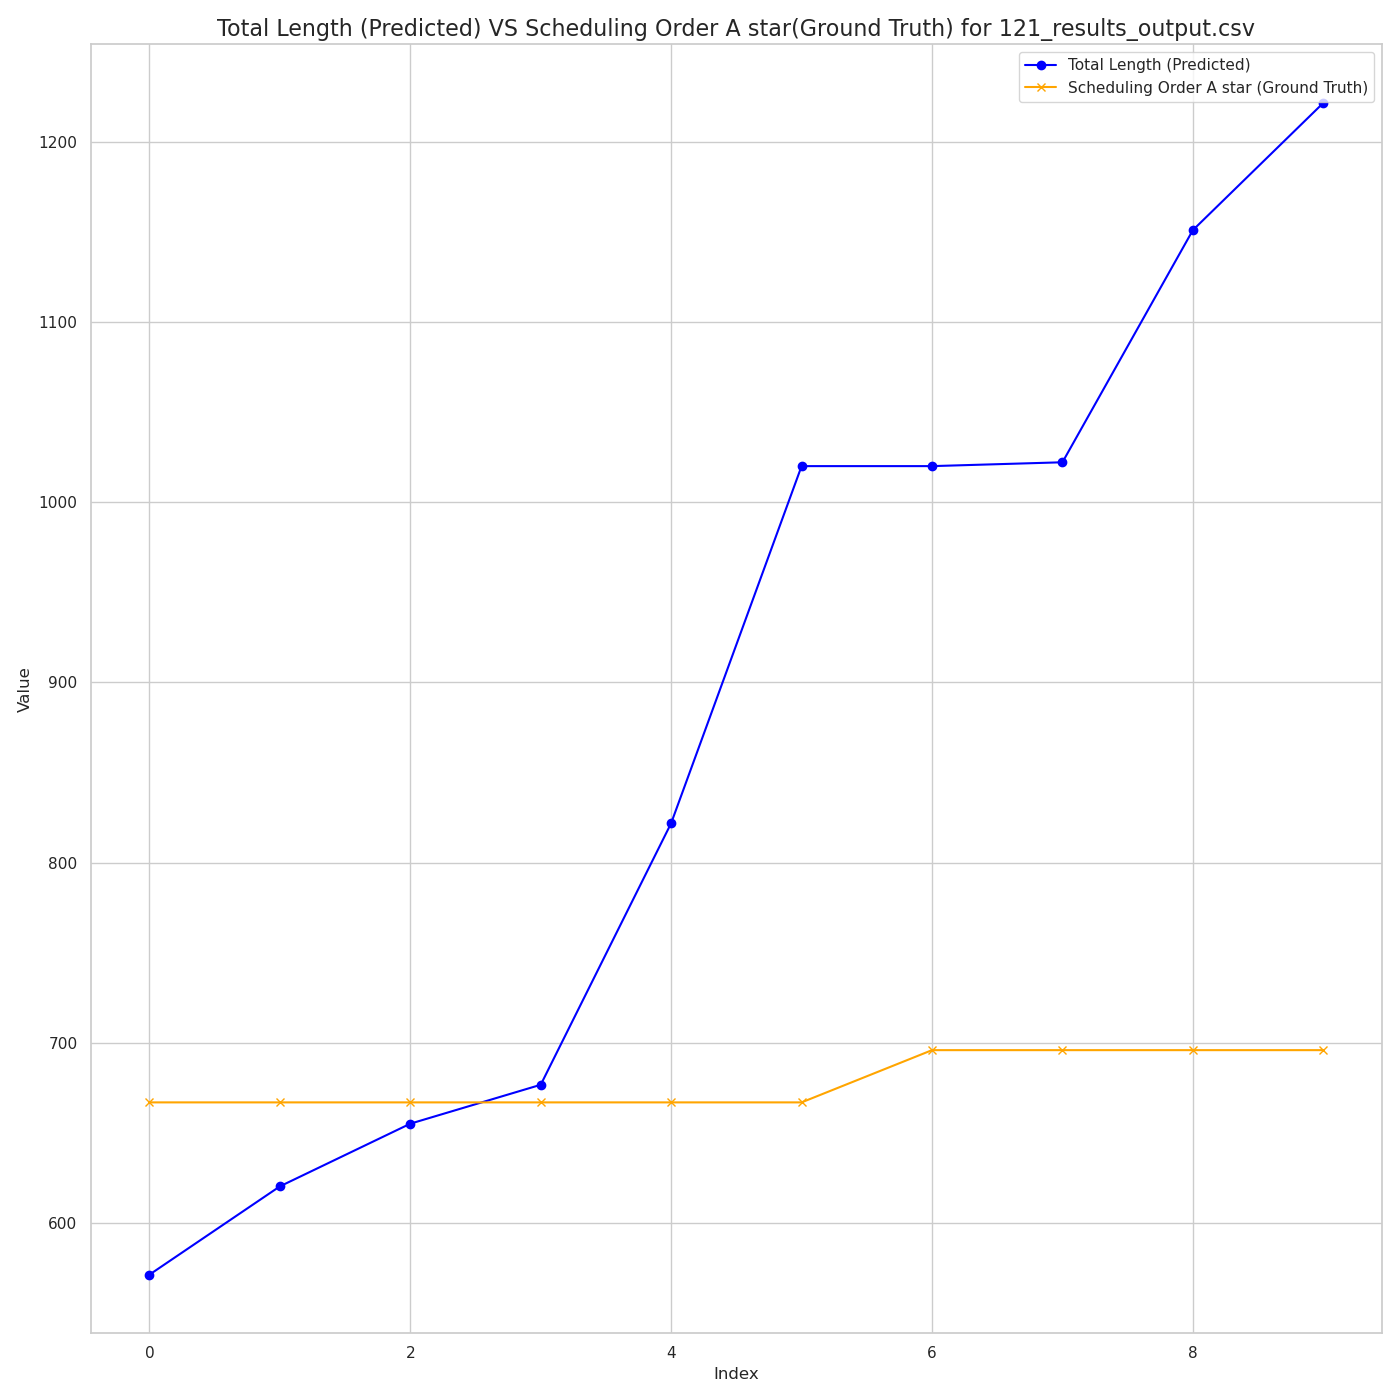 Total Length (Predicted) VS Scheduling Order A star(Ground Truth) for 121_results_output.csv
Total Length (Predicted)
Scheduling Order A star (Ground Truth)
1200
1100
1000
900
800
700
600
Value
0 2 4 6 8
Index